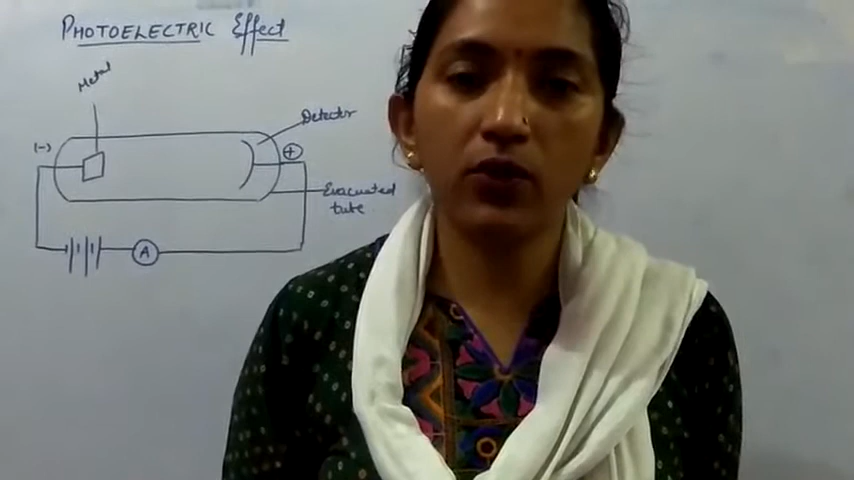 PHOTOELECTRIC Effect
Metal
Detector
(-)
+
Evacuated
tube
A